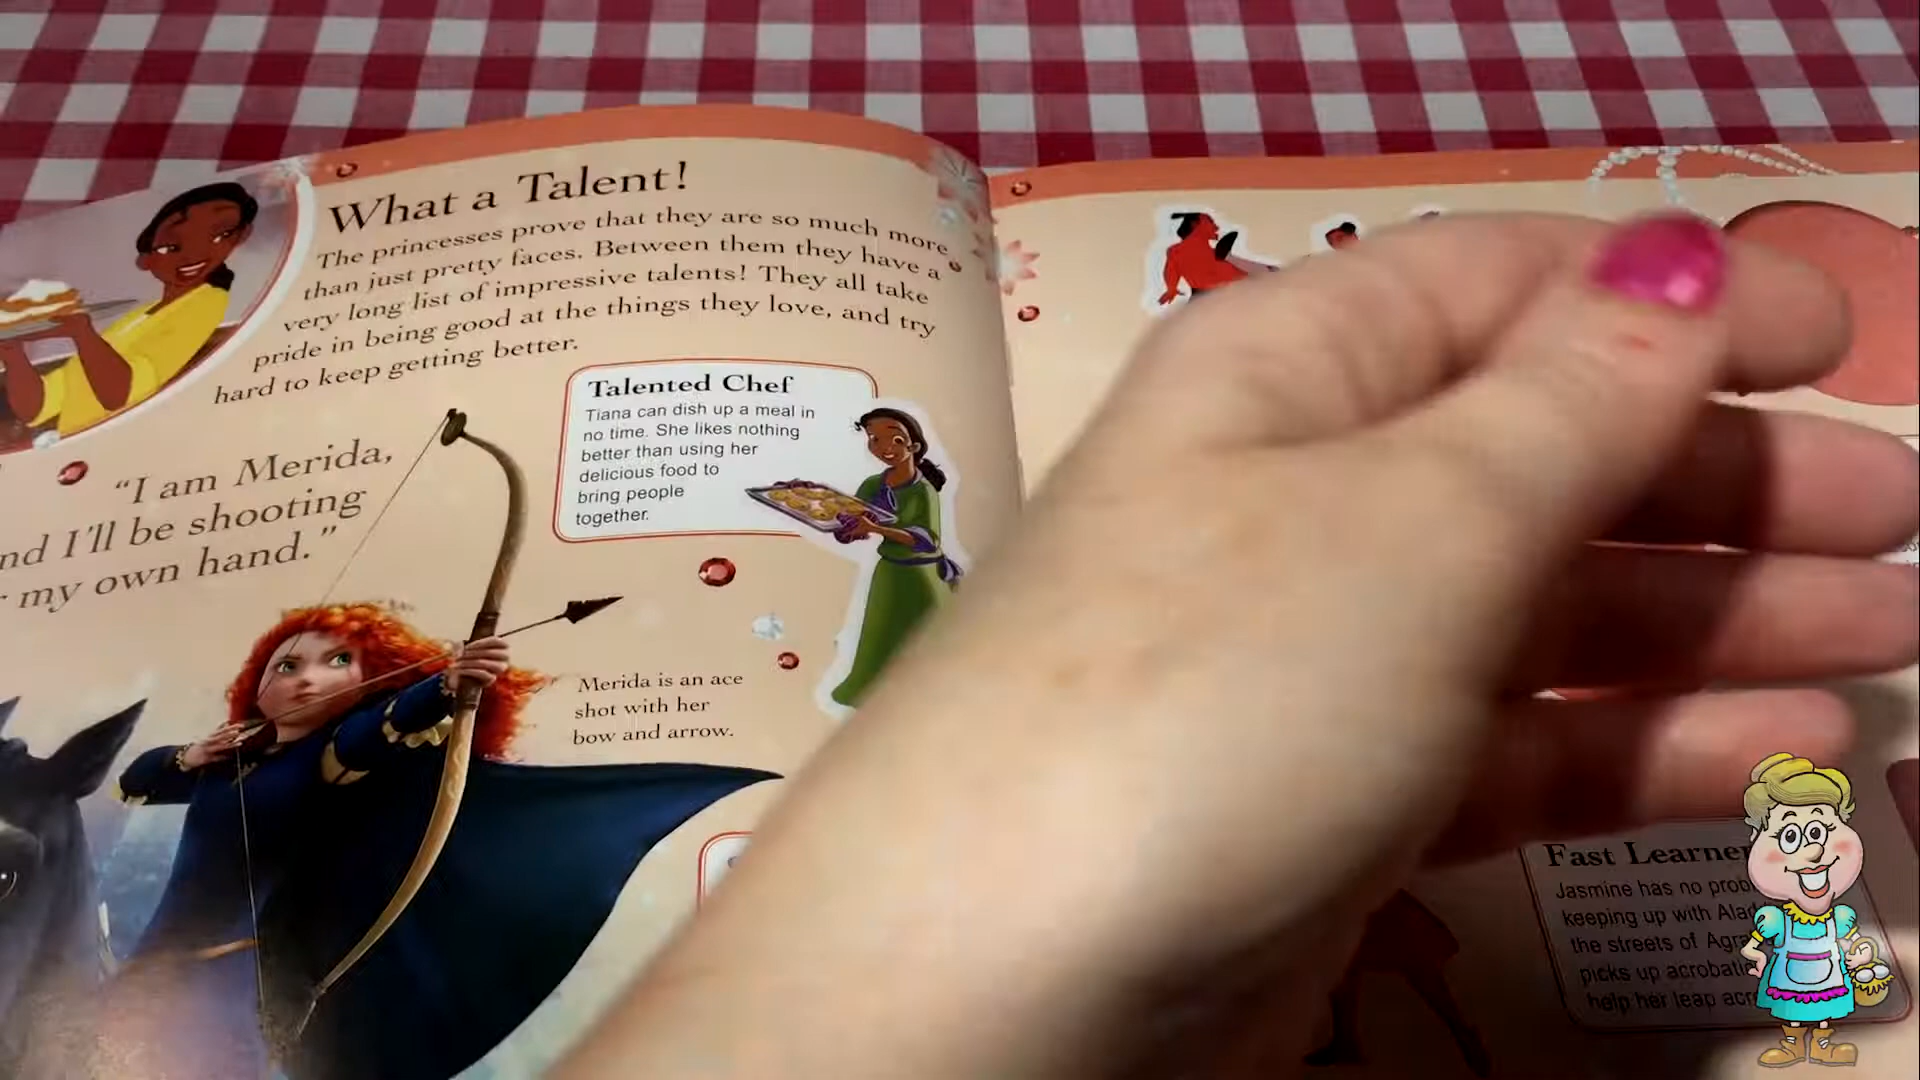 What a Talent!
The princesses prove that they are so much more
than just pretty faces. Between them they have a
very long list of impressive talents! They all take
pride in being good at the things they love, and try
hard to keep getting better.
Talented Chef
Tiana can dish up a meal in
no time. She likes nothing
better than using her
delicious food to
bring people
together.
“I am Merida,
nd I’ll be shooting
my own hand.”
Merida is an ace
shot with her
bow and arrow.
Fast Learner
Jasmine has no
keeping up with
the streets of
picks up
help her leap